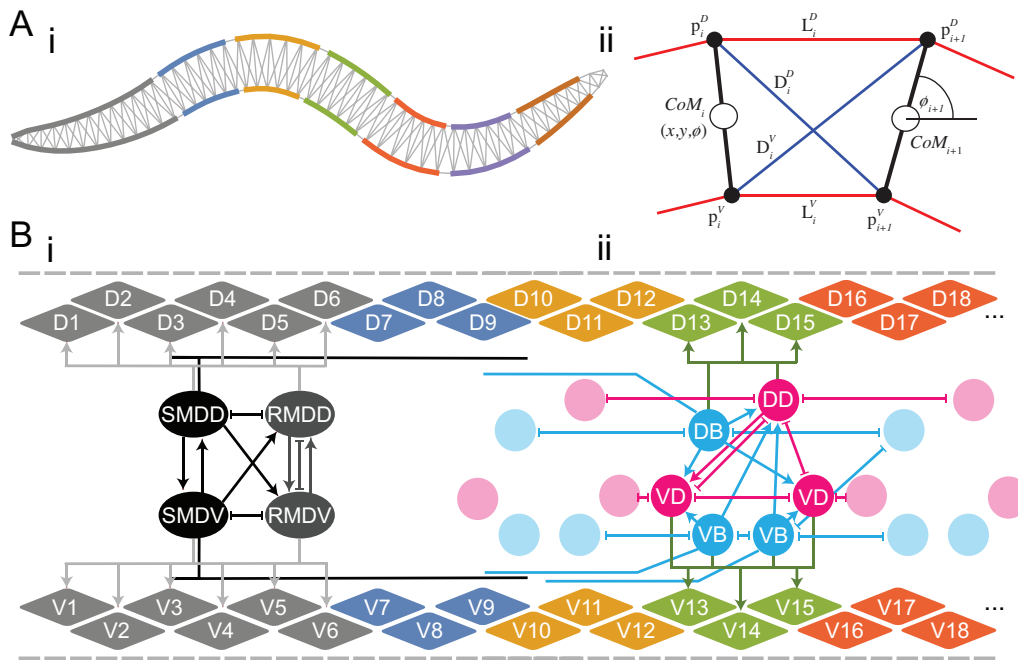 A
i
ii
p_i^D
L_i^D
p_{i+1}^D
D_i^D
CoM_i
(x,y,ϕ)
ϕ_{i+1}
D_i^V
CoM_{i+1}
p_i^V
L_i^V
p_{i+1}^V
B
i
ii
D2 D4 D6 D8 D10 D12 D14 D16 D18
D1 D3 D5 D7 D9 D11 D13 D15 D17 ...
SMDD RMDD DD
DB
VD VD
SMDV RMDV
VB VB
V1 V3 V5 V7 V9 V11 V13 V15 V17 ...
V2 V4 V6 V8 V10 V12 V14 V16 V18